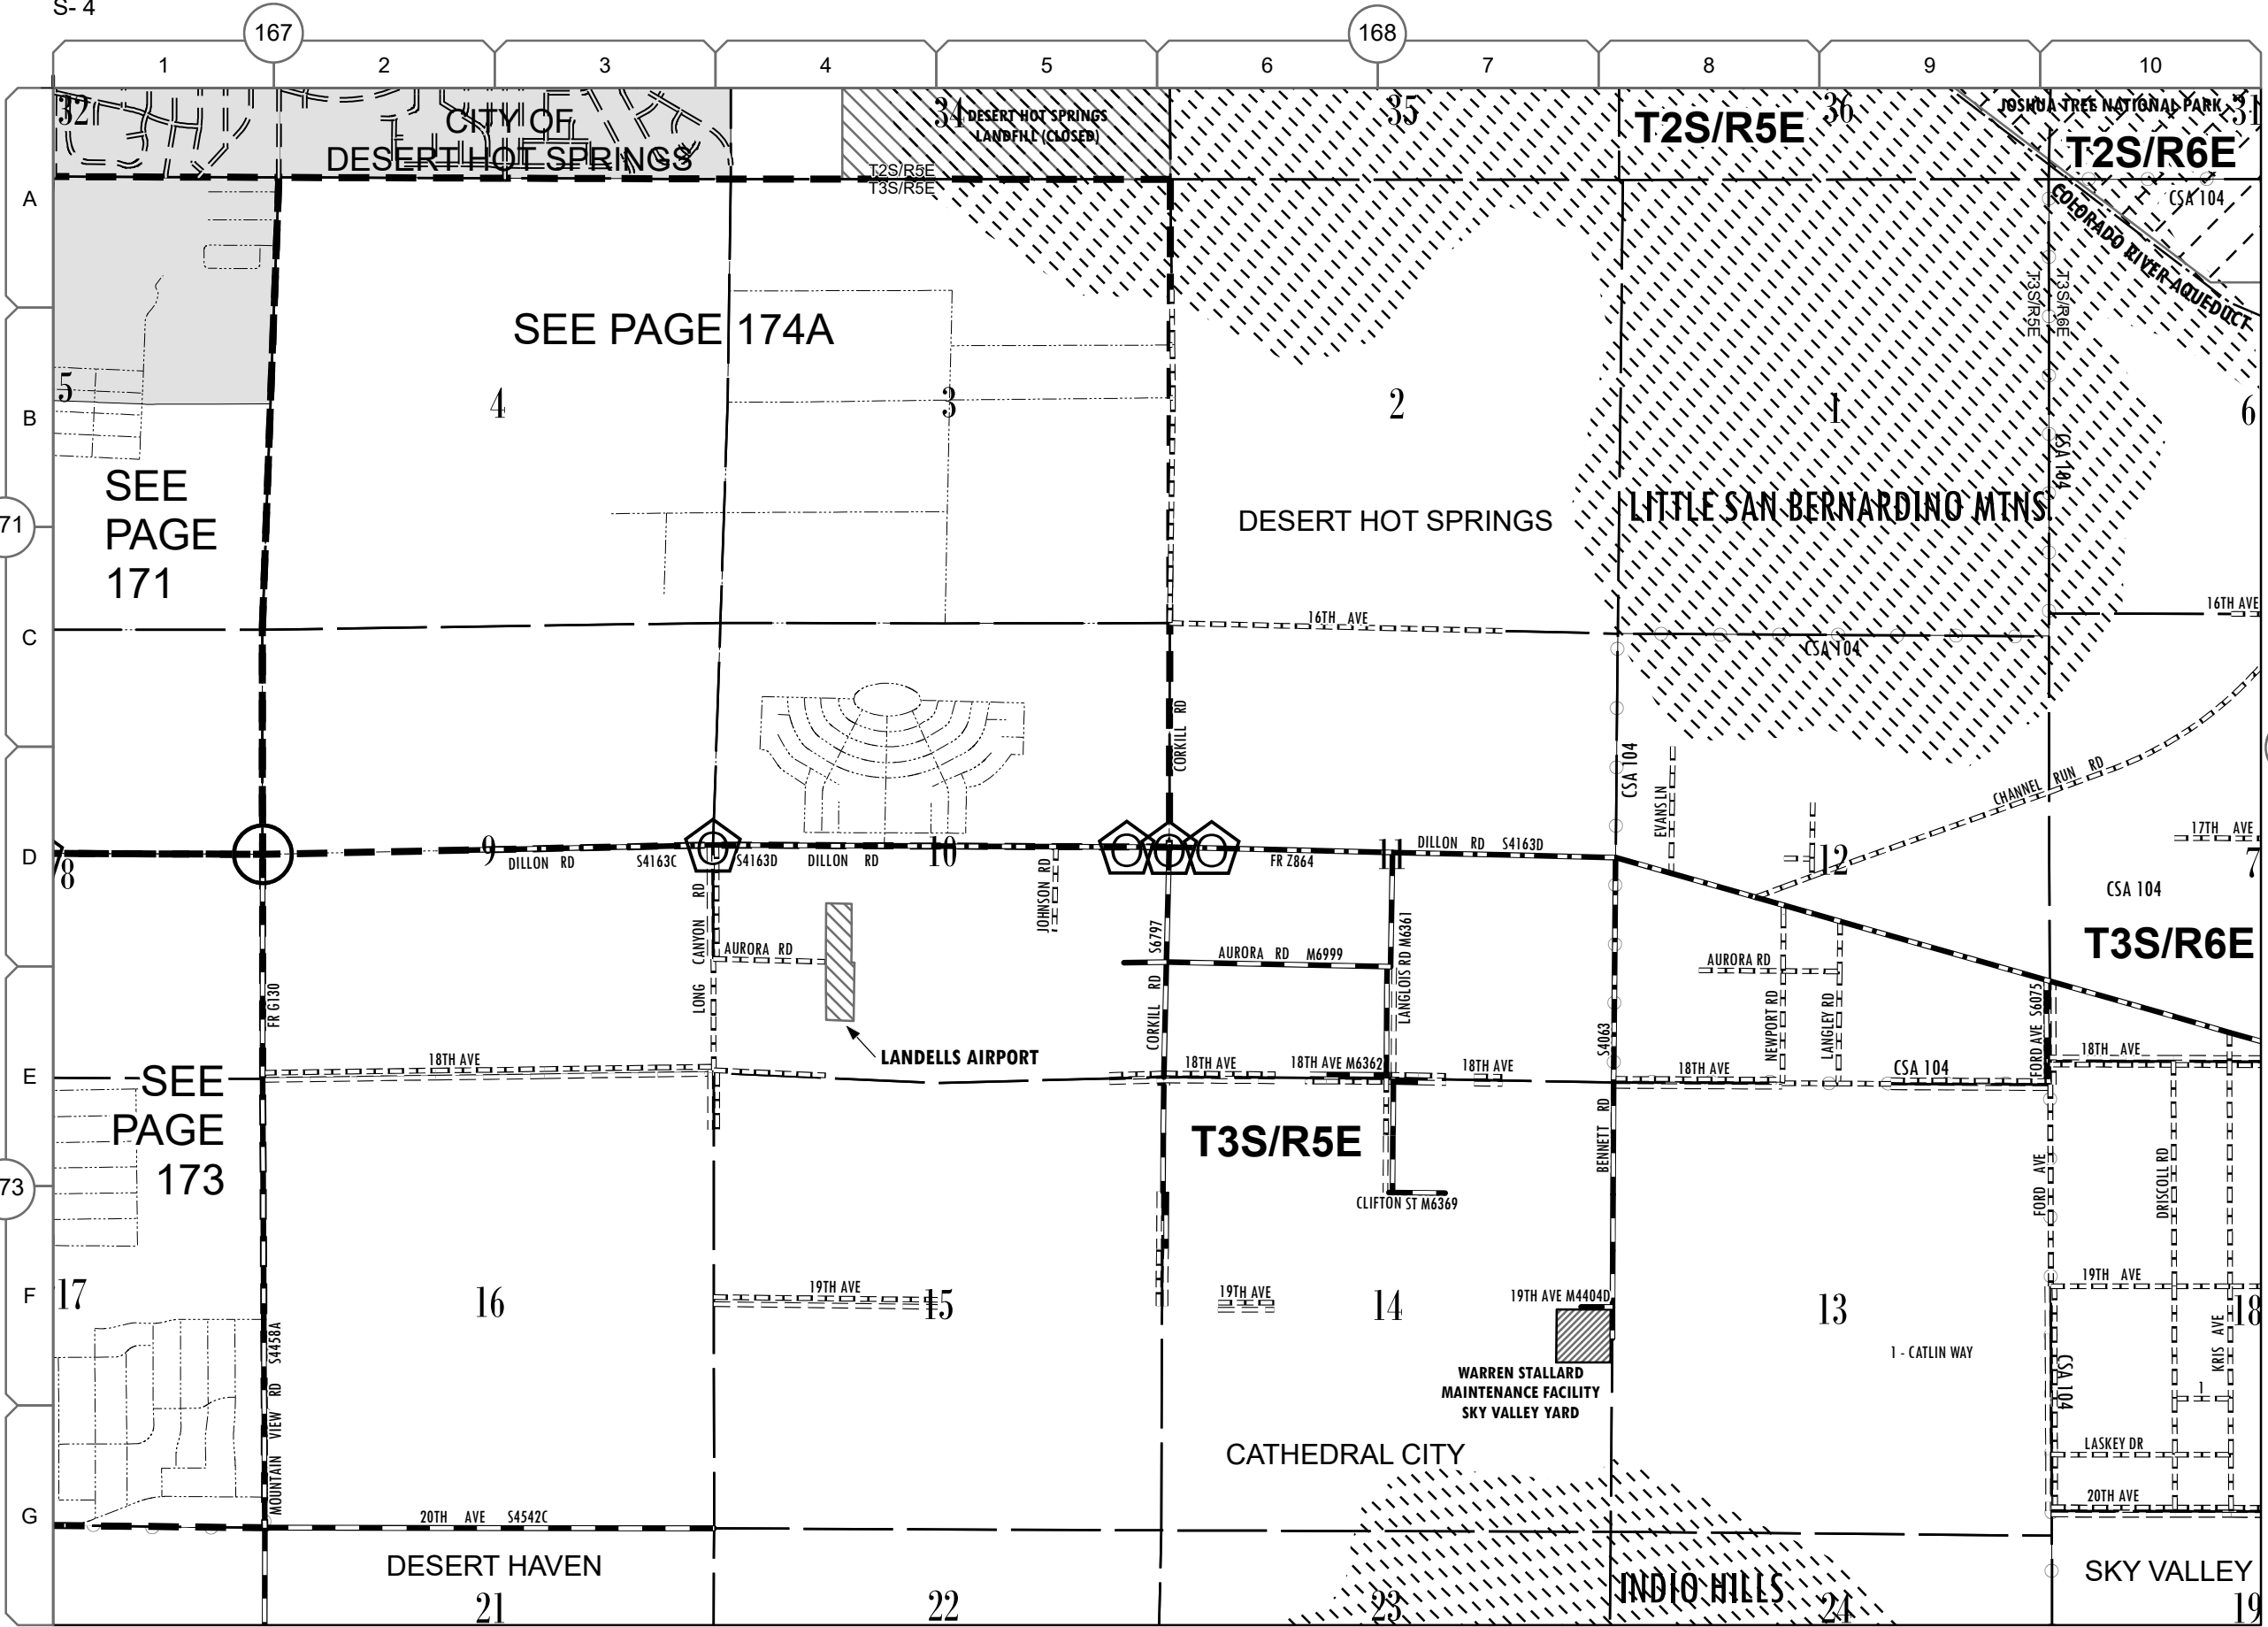 S- 4
167
168
1
2
3
4
5
6
7
8
9
10
A
B
C
D
E
F
G
71
73
32
CITY OF
DESERT HOT SPRINGS
34
DESERT HOT SPRINGS
LANDFILL (CLOSED)
35
T2S/R5E
36
JOSHUA TREE NATIONAL PARK
31
T2S/R6E
T2S/R5E
T3S/R5E
CSA 104
COLORADO RIVER AQUEDUCT
T3S/R5E
T3S/R6E
SEE PAGE 174A
5
4
3
2
1
6
CSA 104
SEE
PAGE
171
DESERT HOT SPRINGS
LITTLE SAN BERNARDINO MTNS
16TH AVE
16TH AVE
CSA 104
CORKILL RD
CSA 104
EVANS LN
CHANNEL RUN RD
17TH AVE
8
9
DILLON RD
S4163C
S4163D
DILLON RD
10
FR Z864
11
DILLON RD S4163D
12
7
CSA 104
LONG CANYON RD
JOHNSON RD
AURORA RD
CORKILL RD S6797
AURORA RD M6999
LANGLOIS RD M6361
T3S/R6E
AURORA RD
NEWPORT RD
LANGLEY RD
FORD AVE S6075
FR G130
LANDELLS AIRPORT
S4063
18TH AVE
18TH AVE
18TH AVE M6362
18TH AVE
18TH AVE
CSA 104
18TH AVE
SEE
PAGE
173
T3S/R5E
BENNETT RD
CLIFTON ST M6369
FORD AVE
DRISCOLL RD
17
16
19TH AVE
15
19TH AVE
14
19TH AVE M4404D
13
19TH AVE
18
S4458A
MOUNTAIN VIEW RD
1 - CATLIN WAY
KRIS AVE
CSA 104
1
WARREN STALLARD
MAINTENANCE FACILITY
SKY VALLEY YARD
CATHEDRAL CITY
LASKEY DR
20TH AVE
20TH AVE S4542C
DESERT HAVEN
INDIO HILLS
SKY VALLEY
21
22
23
24
19